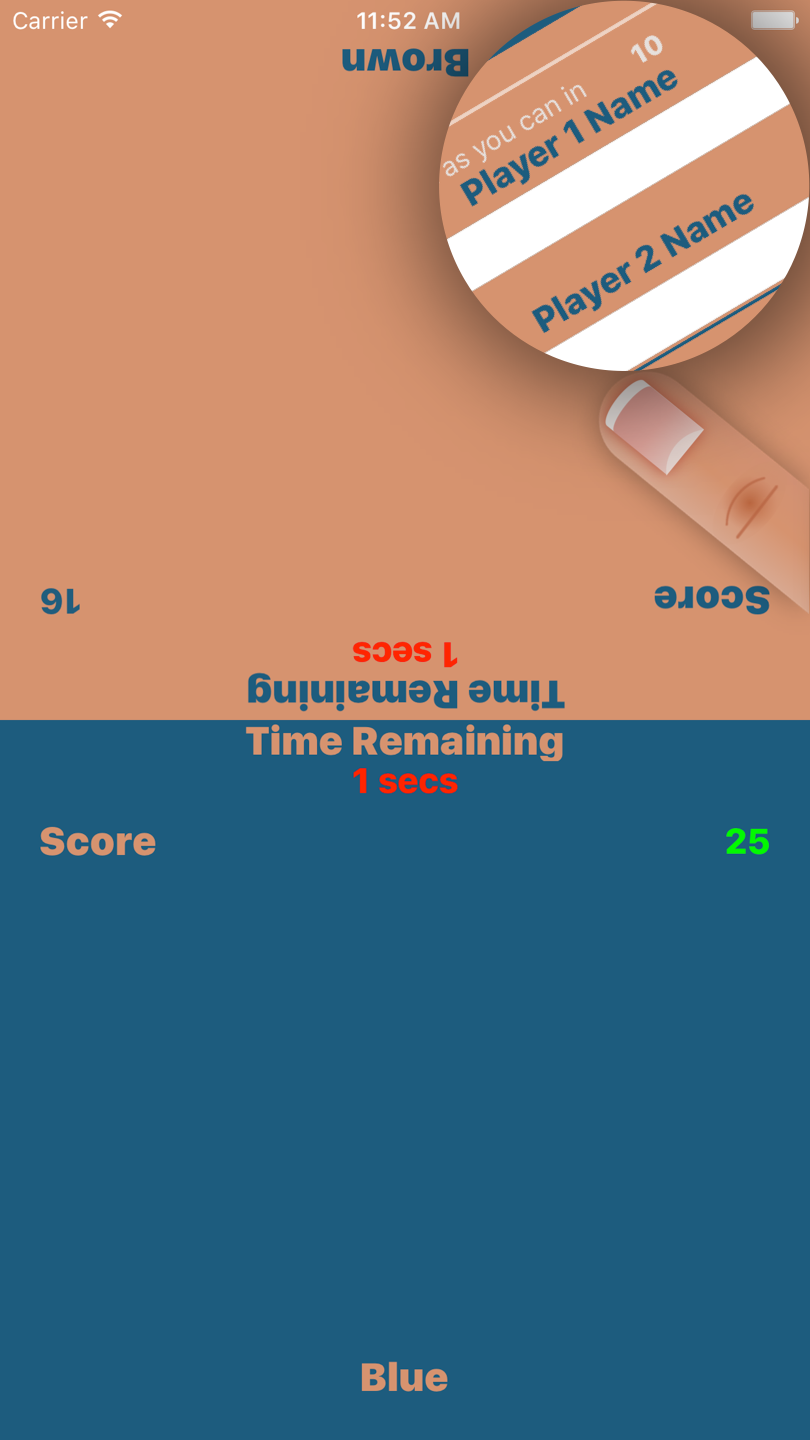 Carrier 11:52 AM
Brown
10
as you can in
Player 1 Name
Player 2 Name
Score 16
1 secs
Time Remaining
Time Remaining
1 secs
Score 25
Blue